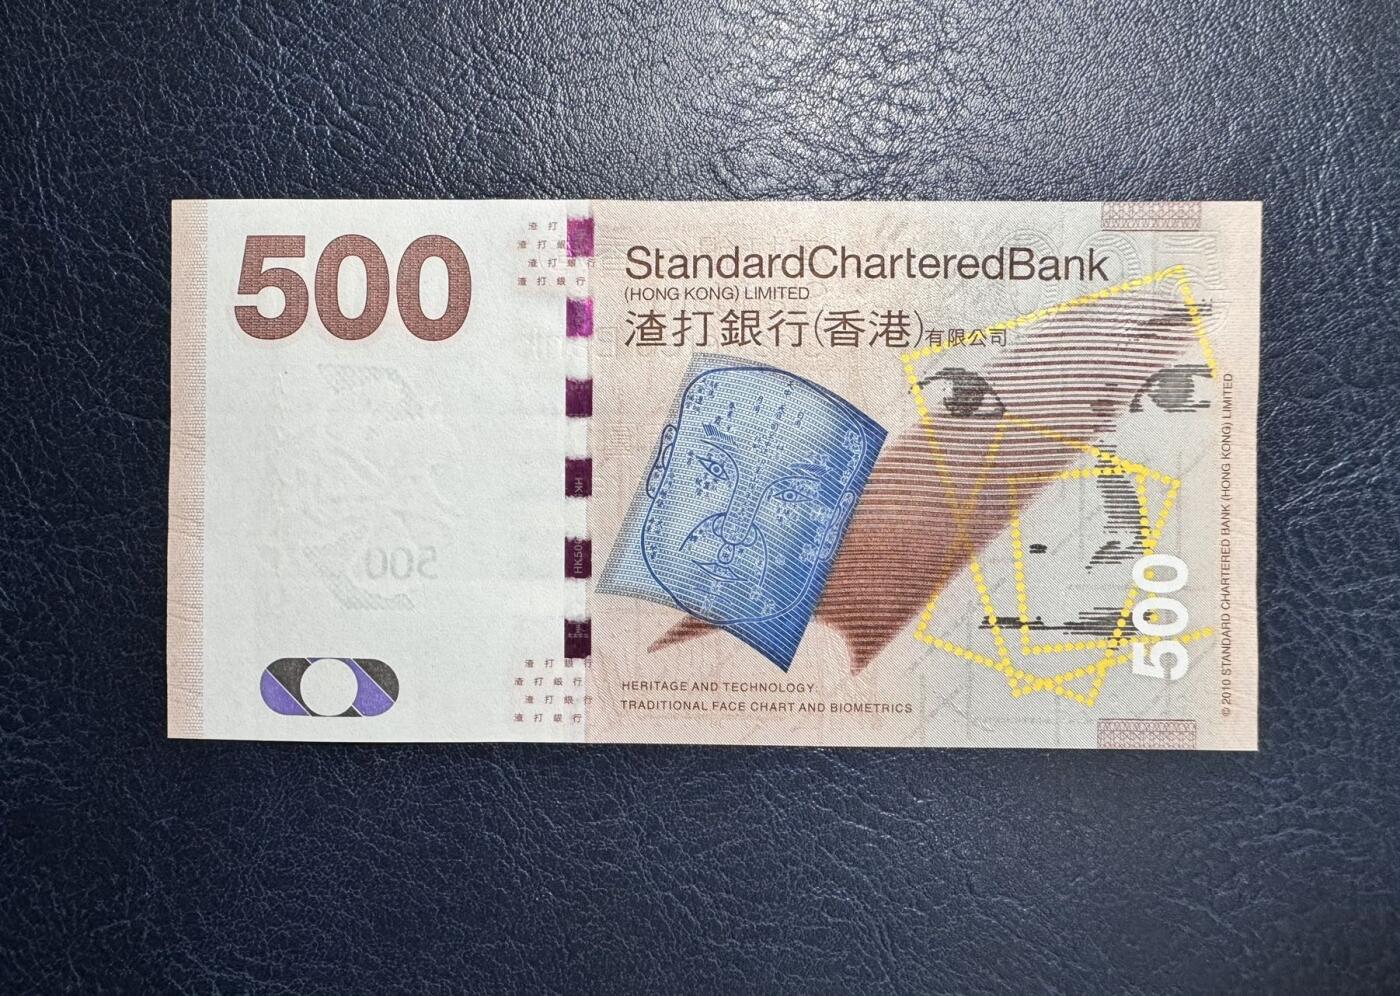 500
渣 打
渣 打 銀
渣 打 銀 行
渣 打 銀 行
StandardCharteredBank
(HONG KONG) LIMITED
渣打銀行(香港)有限公司
500
HK500
渣 打 銀 行
渣 打 銀 行
渣 打 銀 行
渣 打 銀 行
HERITAGE AND TECHNOLOGY:
TRADITIONAL FACE CHART AND BIOMETRICS
500
© 2010 STANDARD CHARTERED BANK (HONG KONG) LIMITED